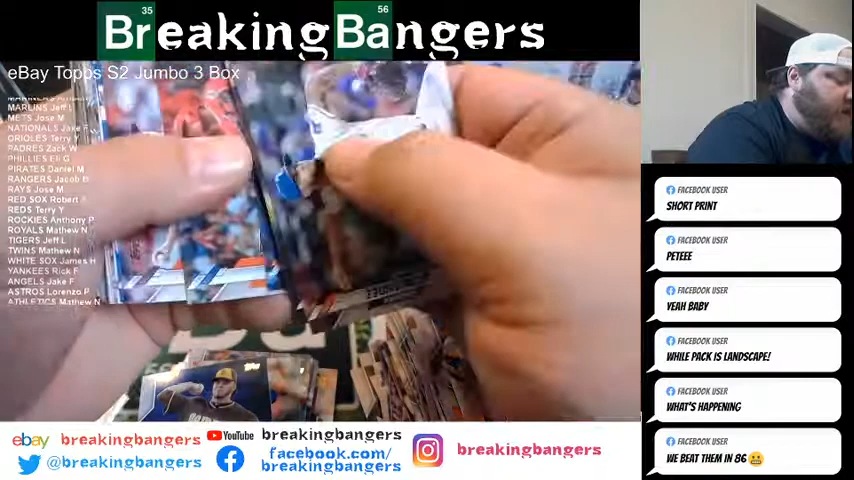 35
56
BreakingBangers
eBay Topps S2 Jumbo 3 Box
MARLINS Jeff L
METS Jose M
NATIONALS Jake F
ORIOLES Terry Y
PADRES Zack W
PHILLIES Eli G
PIRATES Daniel M
RANGERS Jacob B
RAYS Jose M
RED SOX Robert
REDS Terry Y
ROCKIES Anthony P
ROYALS Mathew N
TIGERS Jeff L
TWINS Mathew N
WHITE SOX James H
YANKEES Rick F
ANGELS Jake F
ASTROS Lorenzo P
ATHLETICS Mathew N
FACEBOOK USER
SHORT PRINT
FACEBOOK USER
PETEEE
FACEBOOK USER
YEAH BABY
FACEBOOK USER
WHILE PACK IS LANDSCAPE!
FACEBOOK USER
WHAT'S HAPPENING
FACEBOOK USER
WE BEAT THEM IN 86😬
topps
ebay breakingbangers
YouTube breakingbangers
@breakingbangers
facebook.com/
breakingbangers
breakingbangers